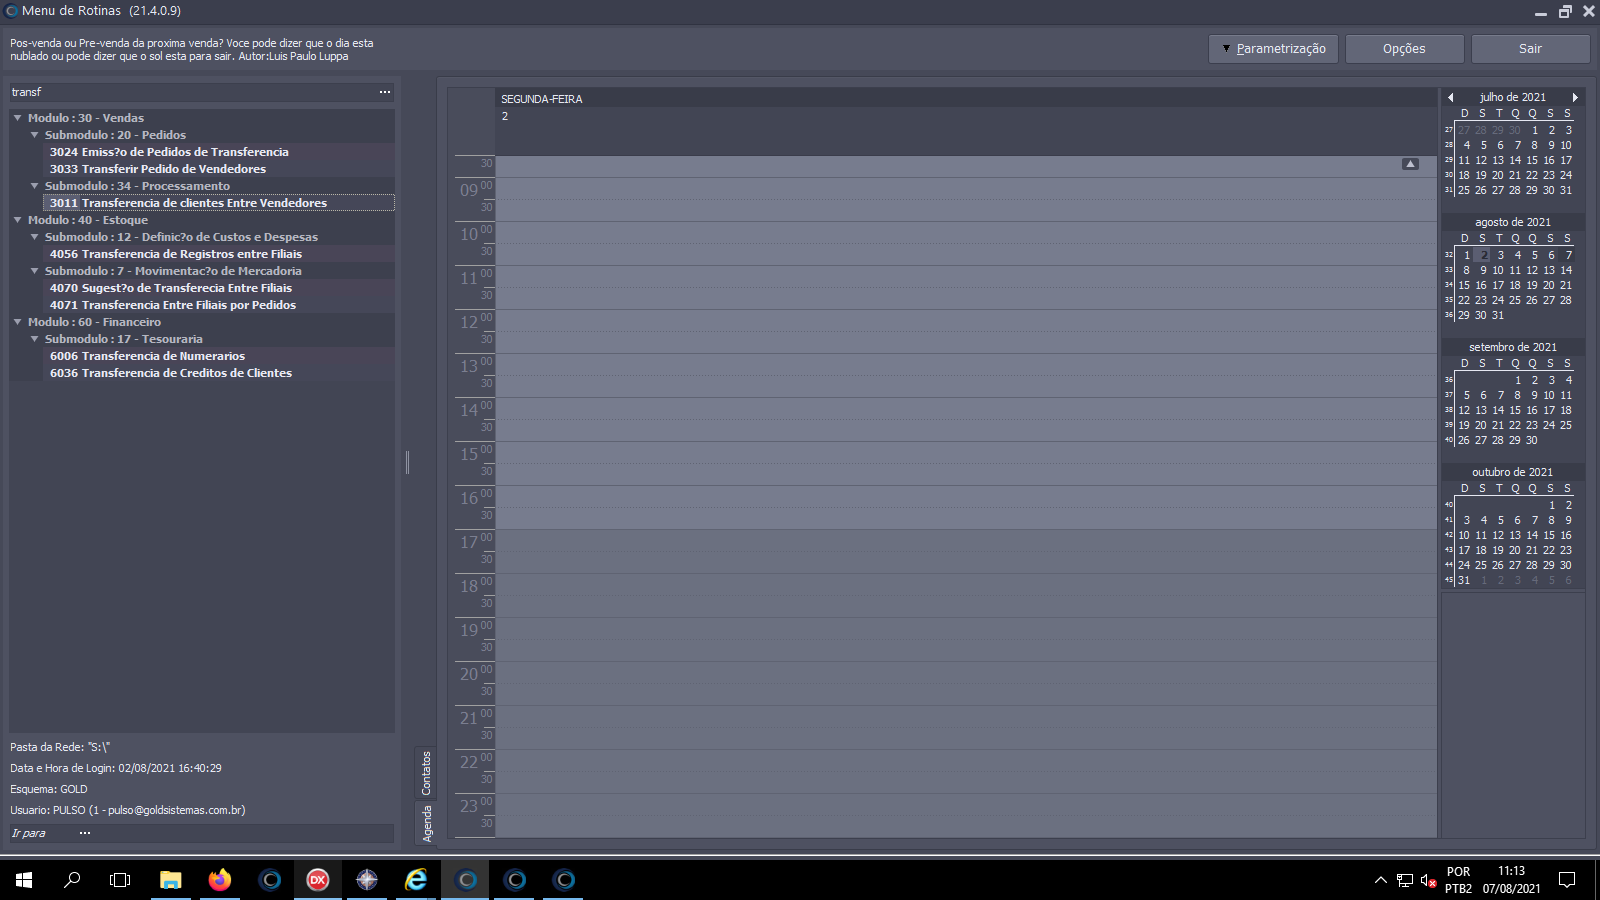 Menu de Rotinas (21.4.0.9)
Pos-venda ou Pre-venda da proxima venda? Voce pode dizer que o dia esta
nublado ou pode dizer que o sol esta para sair. Autor:Luis Paulo Luppa
Parametrização
Opções
Sair
transf
Modulo : 30 - Vendas
Submodulo : 20 - Pedidos
3024 Emiss?o de Pedidos de Transferencia
3033 Transferir Pedido de Vendedores
Submodulo : 34 - Processamento
3011 Transferencia de clientes Entre Vendedores
Modulo : 40 - Estoque
Submodulo : 12 - Definic?o de Custos e Despesas
4056 Transferencia de Registros entre Filiais
Submodulo : 7 - Movimentac?o de Mercadoria
4070 Sugest?o de Transferecia Entre Filiais
4071 Transferencia Entre Filiais por Pedidos
Modulo : 60 - Financeiro
Submodulo : 17 - Tesouraria
6006 Transferencia de Numerarios
6036 Transferencia de Creditos de Clientes
Pasta da Rede: "S:\"
Data e Hora de Login: 02/08/2021 16:40:29
Esquema: GOLD
Usuario: PULSO (1 - pulso@goldsistemas.com.br)
Ir para
Contatos
Agenda
SEGUNDA-FEIRA
2
30
09 00
30
10 00
30
11 00
30
12 00
30
13 00
30
14 00
30
15 00
30
16 00
30
17 00
30
18 00
30
19 00
30
20 00
30
21 00
30
22 00
30
23 00
30
julho de 2021
D S T Q Q S S
27 27 28 29 30 1 2 3
28 4 5 6 7 8 9 10
29 11 12 13 14 15 16 17
30 18 19 20 21 22 23 24
31 25 26 27 28 29 30 31
agosto de 2021
D S T Q Q S S
32 1 2 3 4 5 6 7
33 8 9 10 11 12 13 14
34 15 16 17 18 19 20 21
35 22 23 24 25 26 27 28
36 29 30 31
setembro de 2021
D S T Q Q S S
36 1 2 3 4
37 5 6 7 8 9 10 11
38 12 13 14 15 16 17 18
39 19 20 21 22 23 24 25
40 26 27 28 29 30
outubro de 2021
D S T Q Q S S
40 1 2
41 3 4 5 6 7 8 9
42 10 11 12 13 14 15 16
43 17 18 19 20 21 22 23
44 24 25 26 27 28 29 30
45 31 1 2 3 4 5 6
DX
POR
PTB2
11:13
07/08/2021